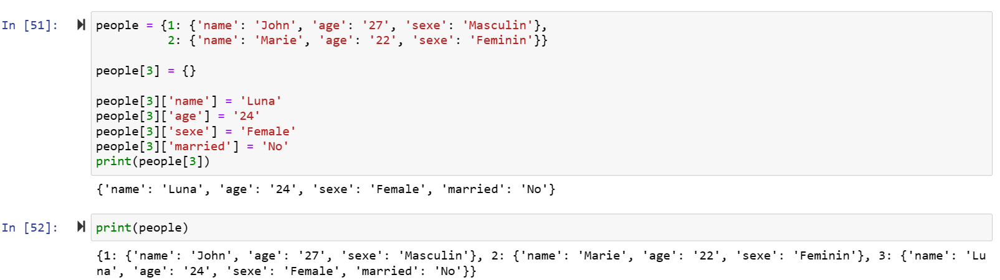 In [51]: people = {1: {'name': 'John', 'age': '27', 'sexe': 'Masculin'},
          2: {'name': 'Marie', 'age': '22', 'sexe': 'Feminin'}}
people[3] = {}
people[3]['name'] = 'Luna'
people[3]['age'] = '24'
people[3]['sexe'] = 'Female'
people[3]['married'] = 'No'
print(people[3])
{'name': 'Luna', 'age': '24', 'sexe': 'Female', 'married': 'No'}
In [52]: print(people)
{1: {'name': 'John', 'age': '27', 'sexe': 'Masculin'}, 2: {'name': 'Marie', 'age': '22', 'sexe': 'Feminin'}, 3: {'name': 'Lu
na', 'age': '24', 'sexe': 'Female', 'married': 'No'}}